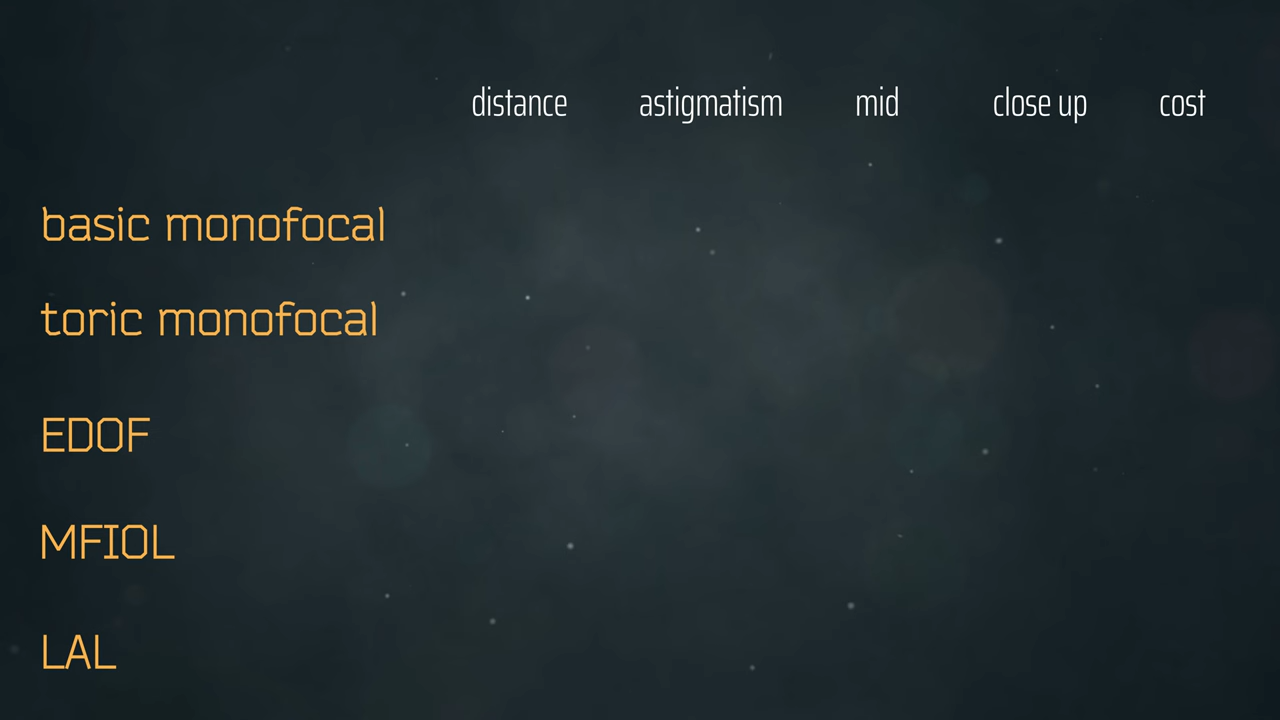 distance astigmatism mid close up cost
basic monofocal
toric monofocal
EDOF
MFIOL
LAL